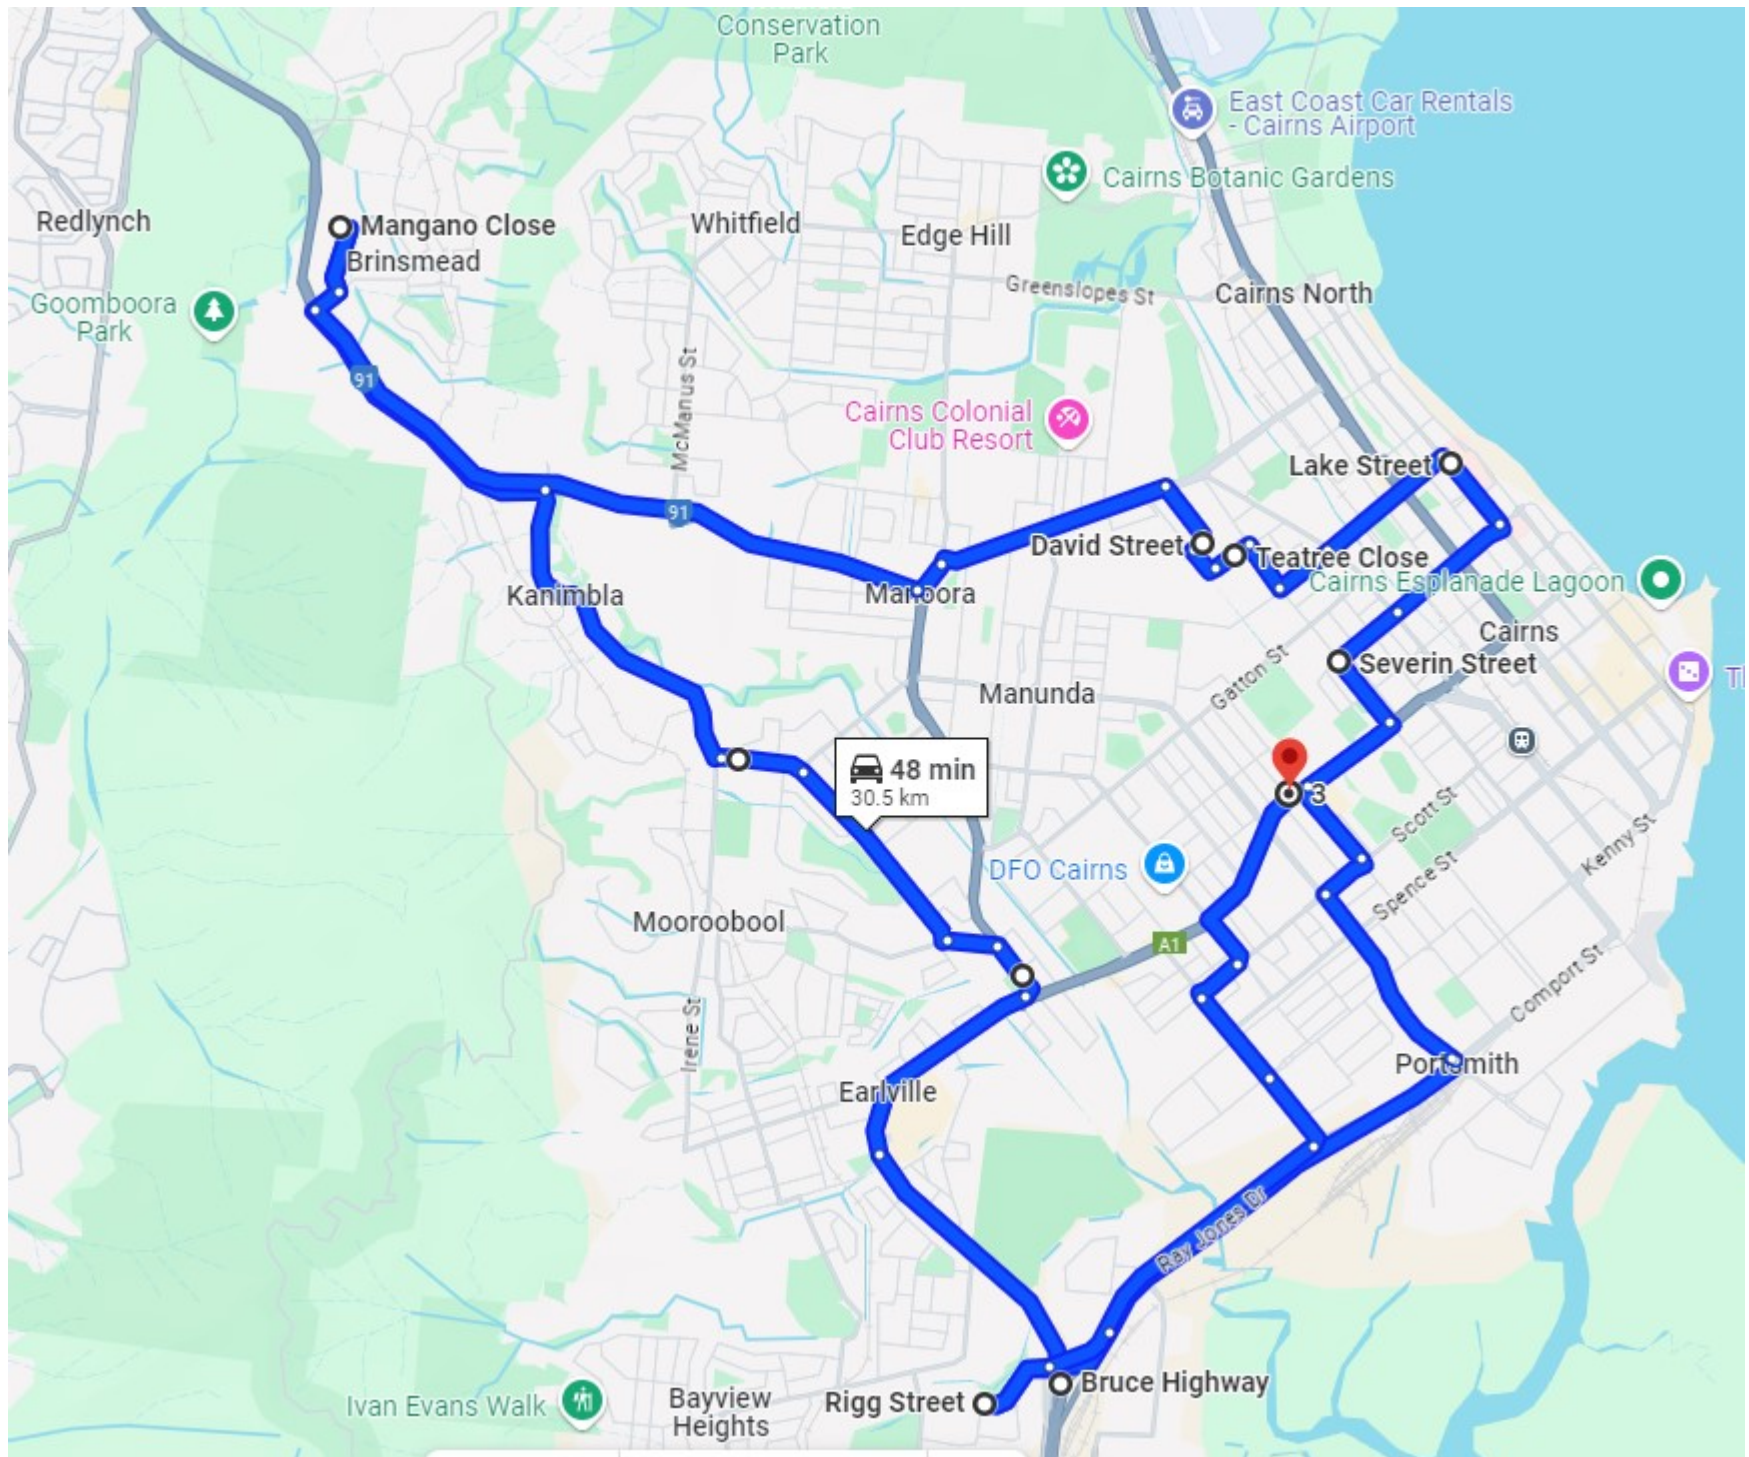 Conservation
Park
East Coast Car Rentals
- Cairns Airport
Cairns Botanic Gardens
Redlynch
Mangano Close
Whitfield
Edge Hill
Brinsmead
Greenslopes St
Cairns North
Goomboora
Park
91
McManus St
Cairns Colonial
Club Resort
Lake Street
91
David Street
Teatree Close
Cairns Esplanade Lagoon
Kanimbla
Manoora
Cairns
Severin Street
Gatton St
Manunda
48 min
30.5 km
3
Scott St
Kenny St
DFO Cairns
Spence St
Mooroobool
A1
Comport St
Irene St
Portsmith
Earlville
Ray Jones Dr
Bruce Highway
Rigg Street
Ivan Evans Walk
Bayview
Heights